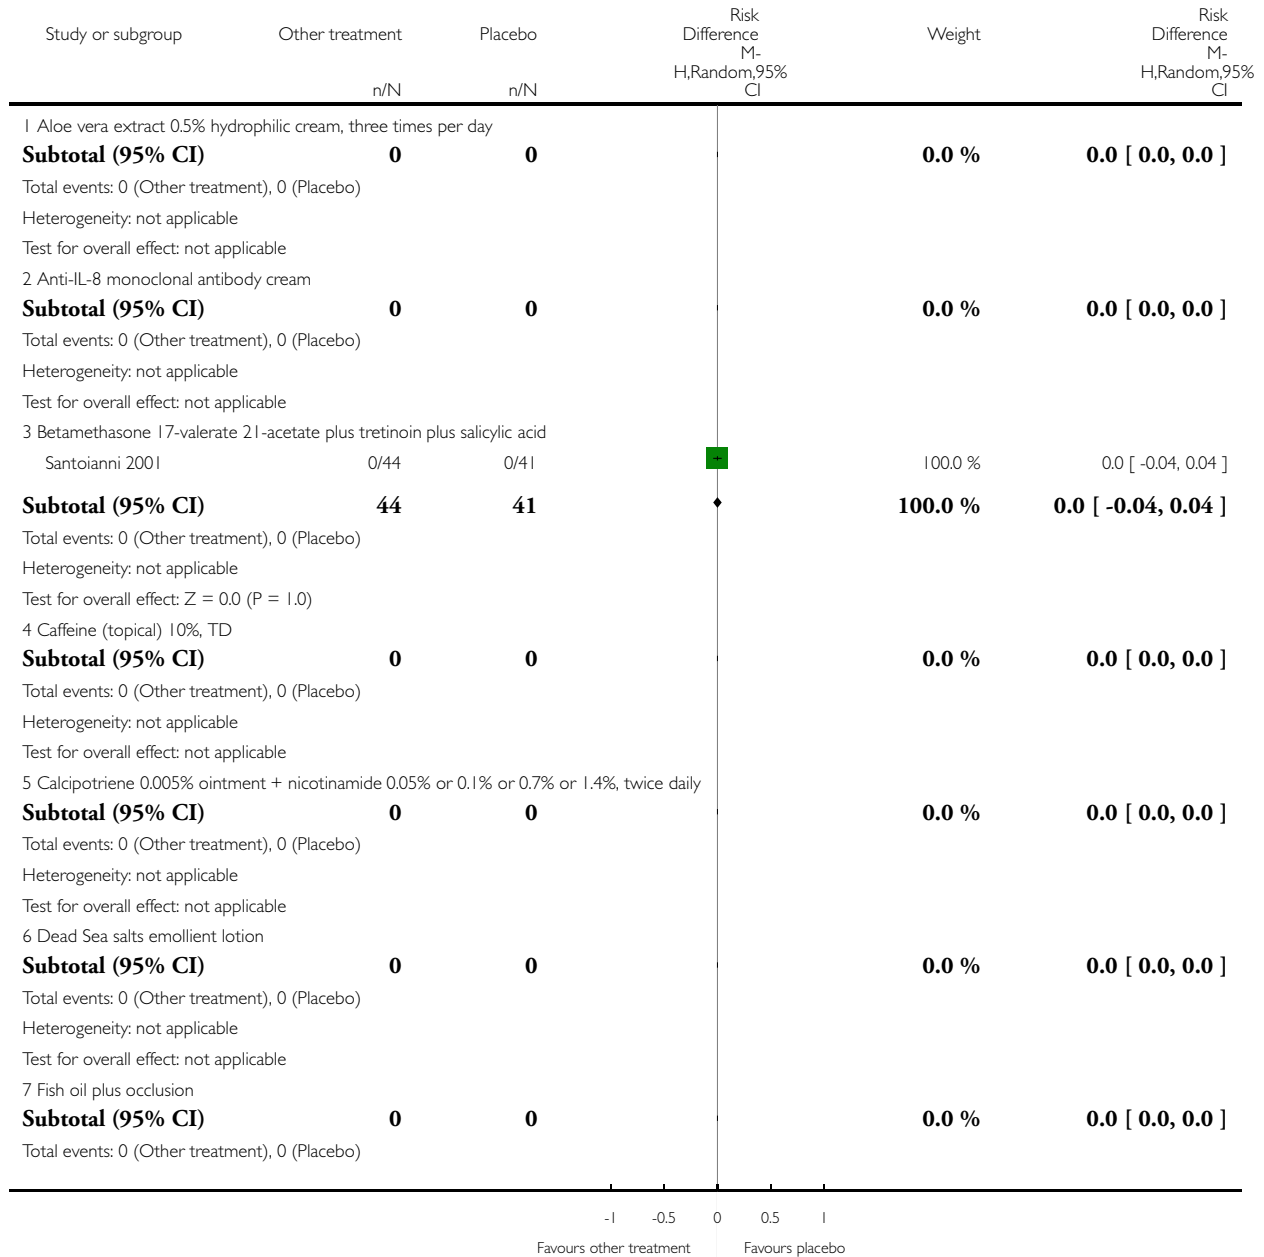 Risk Risk
Study or subgroup Other treatment Placebo Difference Weight Difference
M- M-
H,Random,95% H,Random,95%
n/N n/N CI CI
1 Aloe vera extract 0.5% hydrophilic cream, three times per day
Subtotal (95% CI) 0 0 0.0 % 0.0 [ 0.0, 0.0 ]
Total events: 0 (Other treatment), 0 (Placebo)
Heterogeneity: not applicable
Test for overall effect: not applicable
2 Anti-IL-8 monoclonal antibody cream
Subtotal (95% CI) 0 0 0.0 % 0.0 [ 0.0, 0.0 ]
Total events: 0 (Other treatment), 0 (Placebo)
Heterogeneity: not applicable
Test for overall effect: not applicable
3 Betamethasone 17-valerate 21-acetate plus tretinoin plus salicylic acid
Santoianni 2001 0/44 0/41 100.0 % 0.0 [ -0.04, 0.04 ]
Subtotal (95% CI) 44 41 100.0 % 0.0 [ -0.04, 0.04 ]
Total events: 0 (Other treatment), 0 (Placebo)
Heterogeneity: not applicable
Test for overall effect: Z = 0.0 (P = 1.0)
4 Caffeine (topical) 10%, TD
Subtotal (95% CI) 0 0 0.0 % 0.0 [ 0.0, 0.0 ]
Total events: 0 (Other treatment), 0 (Placebo)
Heterogeneity: not applicable
Test for overall effect: not applicable
5 Calcipotriene 0.005% ointment + nicotinamide 0.05% or 0.1% or 0.7% or 1.4%, twice daily
Subtotal (95% CI) 0 0 0.0 % 0.0 [ 0.0, 0.0 ]
Total events: 0 (Other treatment), 0 (Placebo)
Heterogeneity: not applicable
Test for overall effect: not applicable
6 Dead Sea salts emollient lotion
Subtotal (95% CI) 0 0 0.0 % 0.0 [ 0.0, 0.0 ]
Total events: 0 (Other treatment), 0 (Placebo)
Heterogeneity: not applicable
Test for overall effect: not applicable
7 Fish oil plus occlusion
Subtotal (95% CI) 0 0 0.0 % 0.0 [ 0.0, 0.0 ]
Total events: 0 (Other treatment), 0 (Placebo)
-1 -0.5 0 0.5 1
Favours other treatment Favours placebo